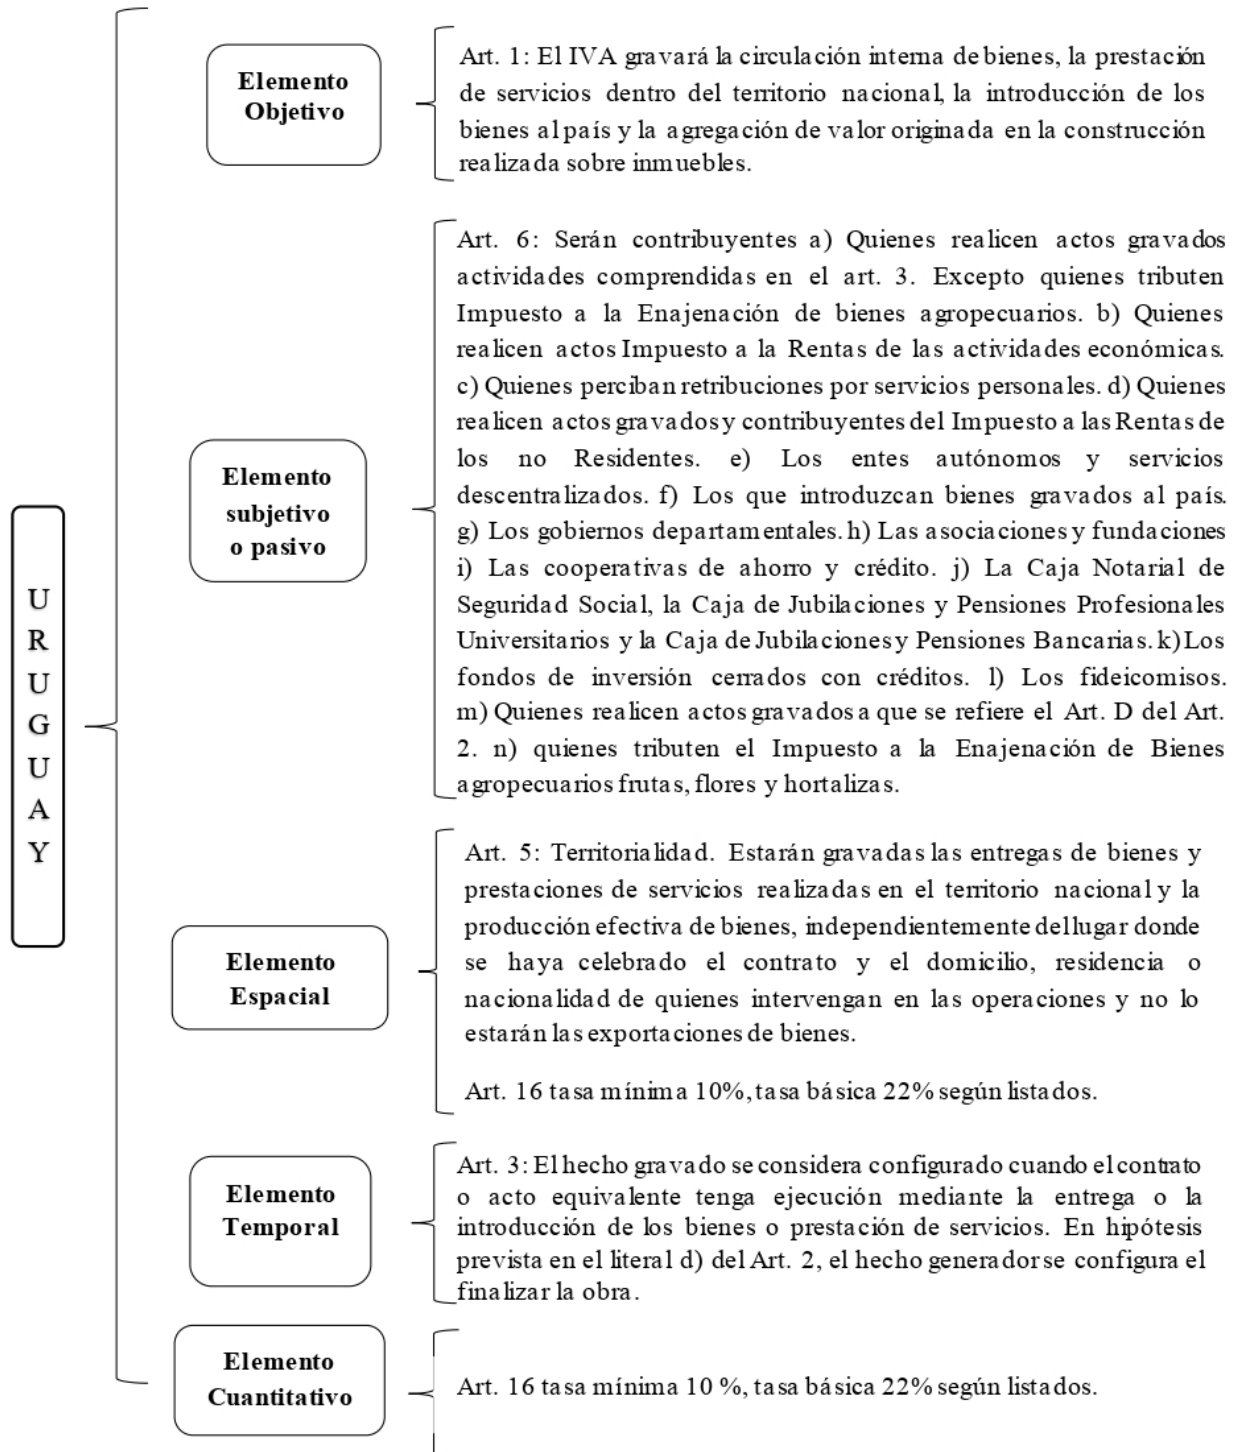 URUGUAY
Elemento
Objetivo
Art. 1: El IVA gravará la circulación interna de bienes, la prestación
de servicios dentro del territorio nacional, la introducción de los
bienes al país y la agregación de valor originada en la construcción
realizada sobre inmuebles.
Elemento
subjetivo
o pasivo
Art. 6: Serán contribuyentes a) Quienes realicen actos gravados
actividades comprendidas en el art. 3. Excepto quienes tributen
Impuesto a la Enajenación de bienes agropecuarios. b) Quienes
realicen actos Impuesto a la Rentas de las actividades económicas.
c) Quienes perciban retribuciones por servicios personales. d) Quienes
realicen actos gravados y contribuyentes del Impuesto a las Rentas de
los no Residentes. e) Los entes autónomos y servicios
descentralizados. f) Los que introduzcan bienes gravados al país.
g) Los gobiernos departamentales. h) Las asociaciones y fundaciones
i) Las cooperativas de ahorro y crédito. j) La Caja Notarial de
Seguridad Social, la Caja de Jubilaciones y Pensiones Profesionales
Universitarios y la Caja de Jubilaciones y Pensiones Bancarias. k) Los
fondos de inversión cerrados con créditos. l) Los fideicomisos.
m) Quienes realicen actos gravados a que se refiere el Art. D del Art.
2. n) quienes tributen el Impuesto a la Enajenación de Bienes
agropecuarios frutas, flores y hortalizas.
Elemento
Espacial
Art. 5: Territorialidad. Estarán gravadas las entregas de bienes y
prestaciones de servicios realizadas en el territorio nacional y la
producción efectiva de bienes, independientemente del lugar donde
se haya celebrado el contrato y el domicilio, residencia o
nacionalidad de quienes intervengan en las operaciones y no lo
estarán las exportaciones de bienes.
Art. 16 tasa mínima 10%, tasa básica 22% según listados.
Elemento
Temporal
Art. 3: El hecho gravado se considera configurado cuando el contrato
o acto equivalente tenga ejecución mediante la entrega o la
introducción de los bienes o prestación de servicios. En hipótesis
prevista en el literal d) del Art. 2, el hecho generador se configura el
finalizar la obra.
Elemento
Cuantitativo
Art. 16 tasa mínima 10 %, tasa básica 22% según listados.